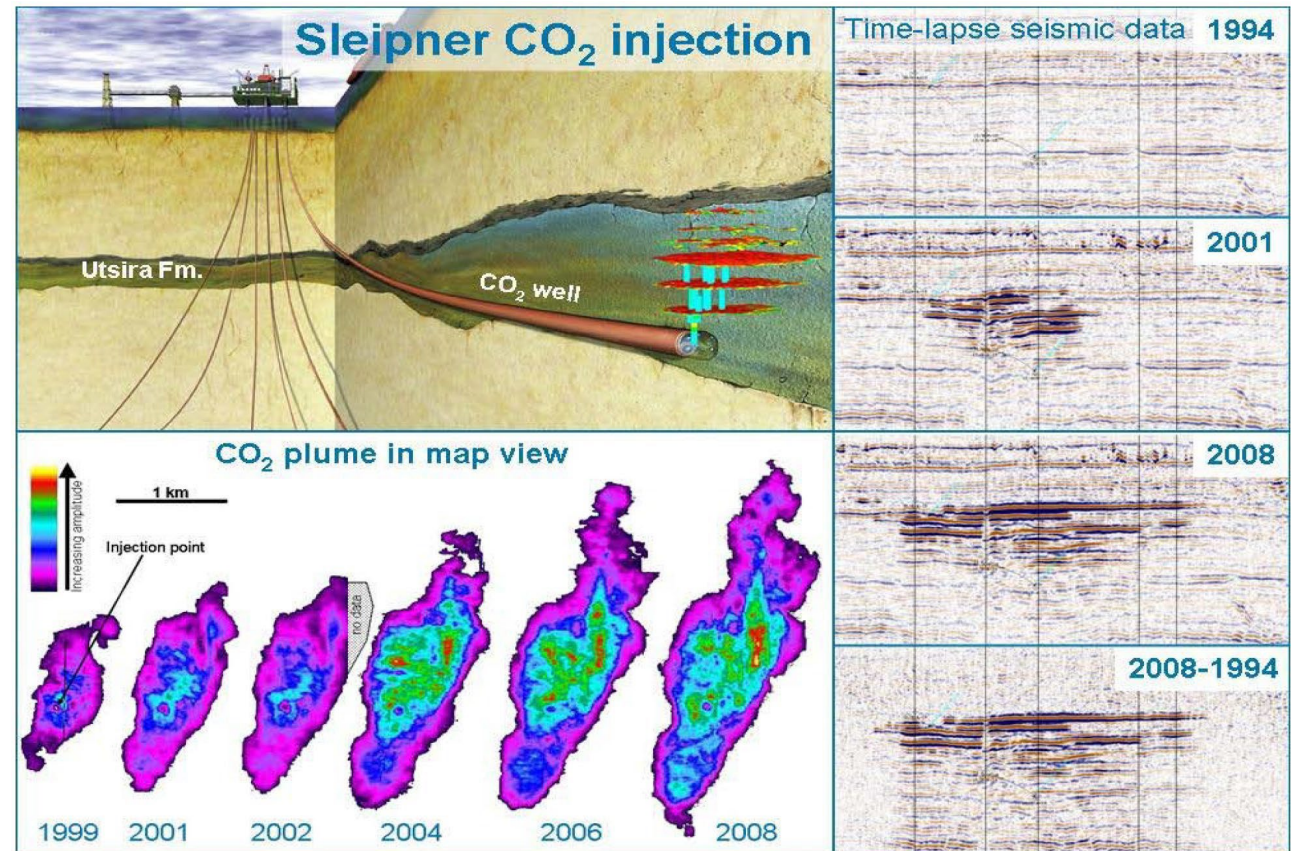 Sleipner CO₂ injection
Utsira Fm.
CO₂ well
CO₂ plume in map view
Increasing amplitude
1 km
Injection point
no data
1999
2001
2002
2004
2006
2008
Time-lapse seismic data 1994
2001
2008
2008-1994